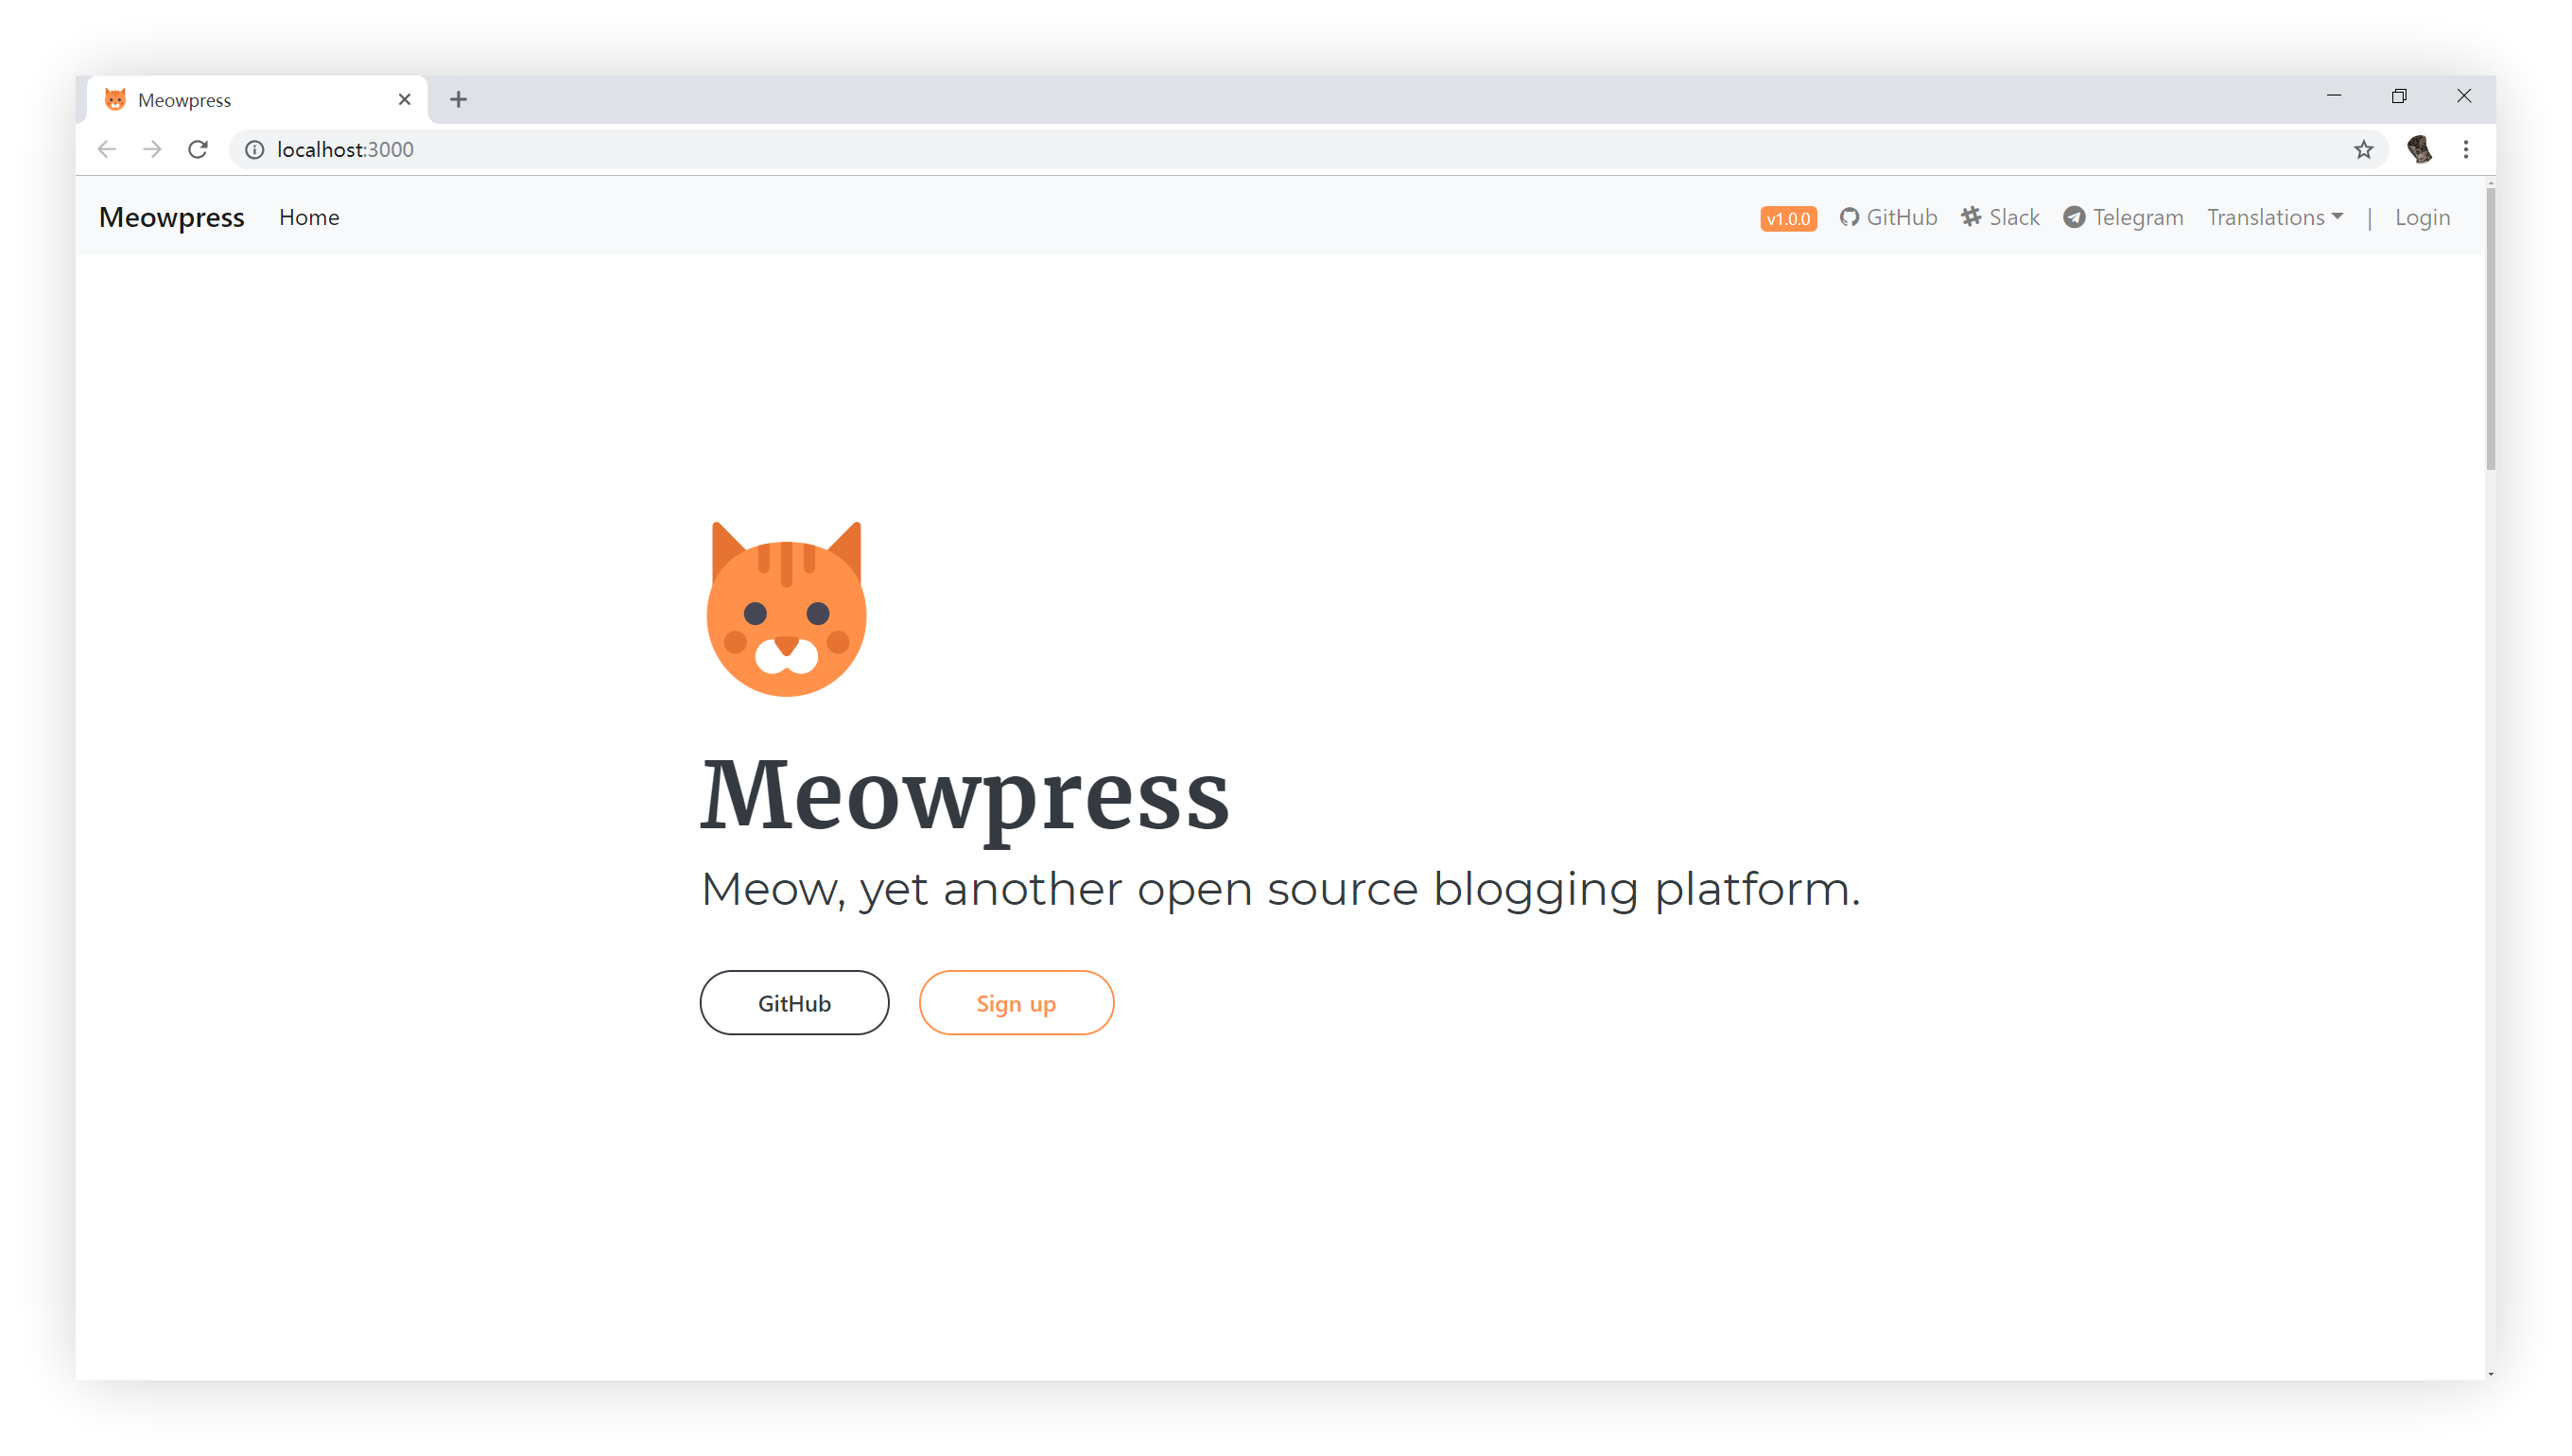 Meowpress
localhost:3000
Meowpress Home v1.0.0 GitHub Slack Telegram Translations | Login
Meowpress
Meow, yet another open source blogging platform.
GitHub Sign up